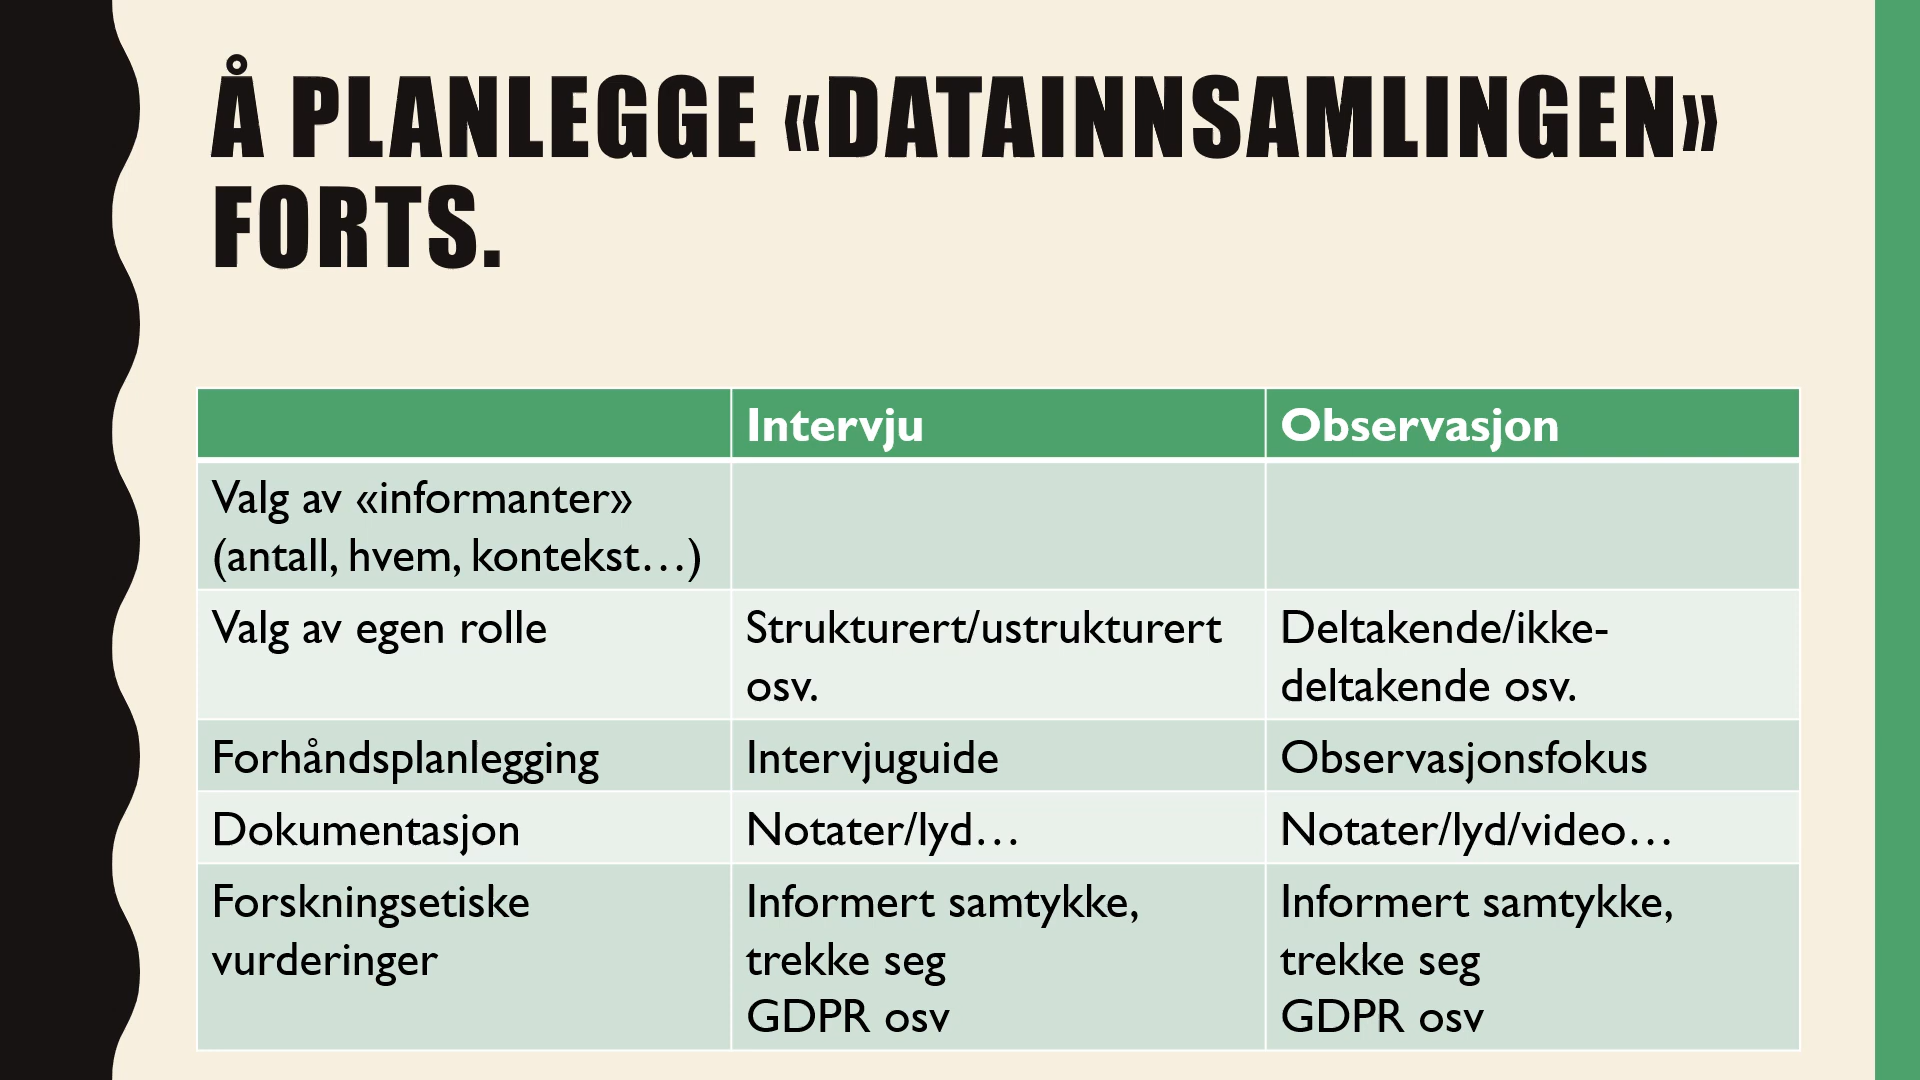 Å PLANLEGGE «DATAINNSAMLINGEN»
FORTS.
Intervju
Observasjon
Valg av «informanter»
(antall, hvem, kontekst…)
Valg av egen rolle
Strukturert/ustrukturert
osv.
Deltakende/ikke-
deltakende osv.
Forhåndsplanlegging
Intervjuguide
Observasjonsfokus
Dokumentasjon
Notater/lyd…
Notater/lyd/video…
Forskningsetiske
vurderinger
Informert samtykke,
trekke seg
GDPR osv
Informert samtykke,
trekke seg
GDPR osv